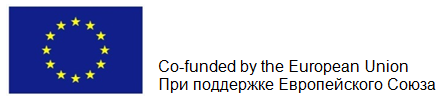 Co-funded by the European Union
При поддержке Европейского Союза